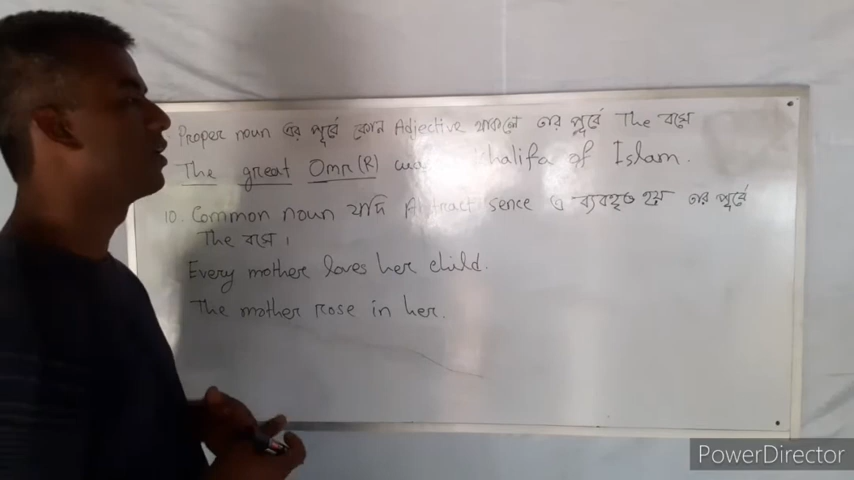 Proper noun এর পূর্বে কোন Adjective থাকলে তার পূর্বে The বসে
The great Omr (R) was Khalifa of Islam.
10. Common noun যদি Abstract sence এ ব্যবহৃত হয় তার পূর্বে
The বসে।
Every mother loves her child.
The mother rose in her.
PowerDirector